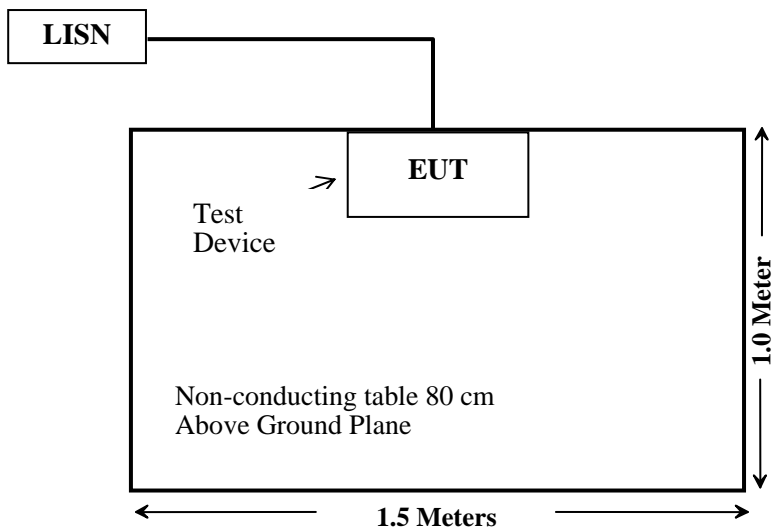 LISN
EUT
Test
Device
1.0 Meter
Non-conducting table 80 cm
Above Ground Plane
1.5 Meters